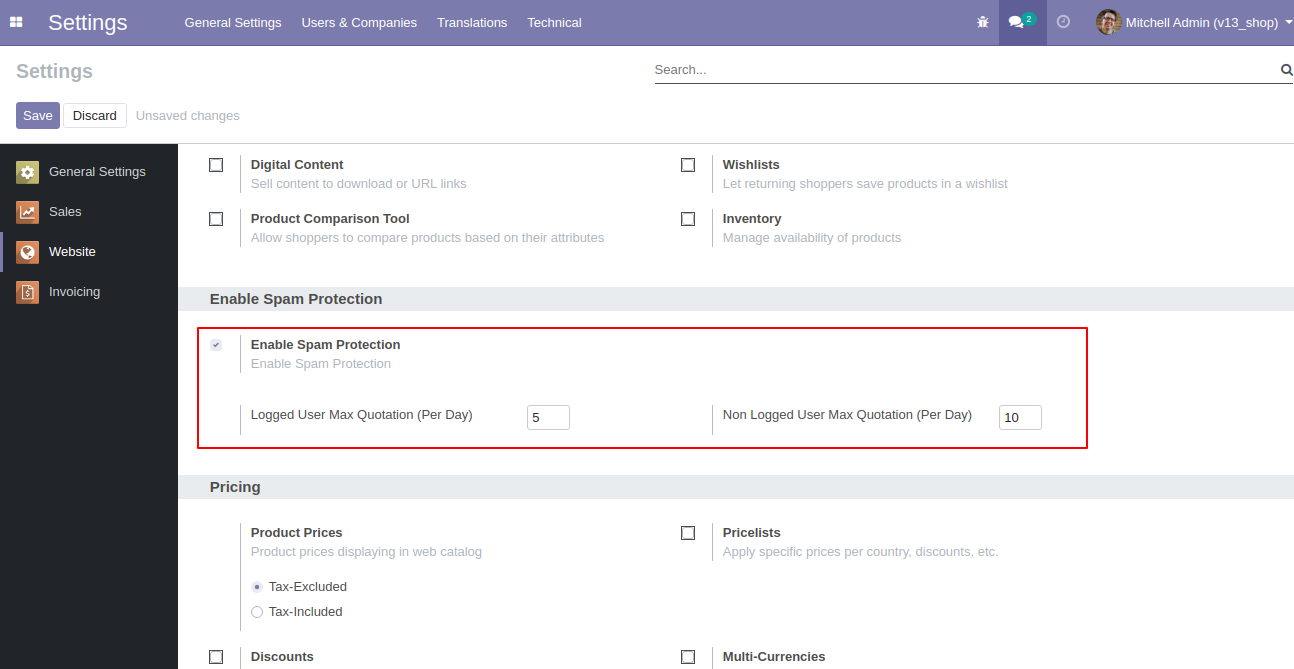 Settings General Settings Users & Companies Translations Technical 2 Mitchell Admin (v13_shop)
Settings Search...
Save Discard Unsaved changes
General Settings
Sales
Website
Invoicing
Digital Content
Sell content to download or URL links
Wishlists
Let returning shoppers save products in a wishlist
Product Comparison Tool
Allow shoppers to compare products based on their attributes
Inventory
Manage availability of products
Enable Spam Protection
Enable Spam Protection
Enable Spam Protection
Logged User Max Quotation (Per Day) 5
Non Logged User Max Quotation (Per Day) 10
Pricing
Product Prices
Product prices displaying in web catalog
Tax-Excluded
Tax-Included
Pricelists
Apply specific prices per country, discounts, etc.
Discounts
Multi-Currencies